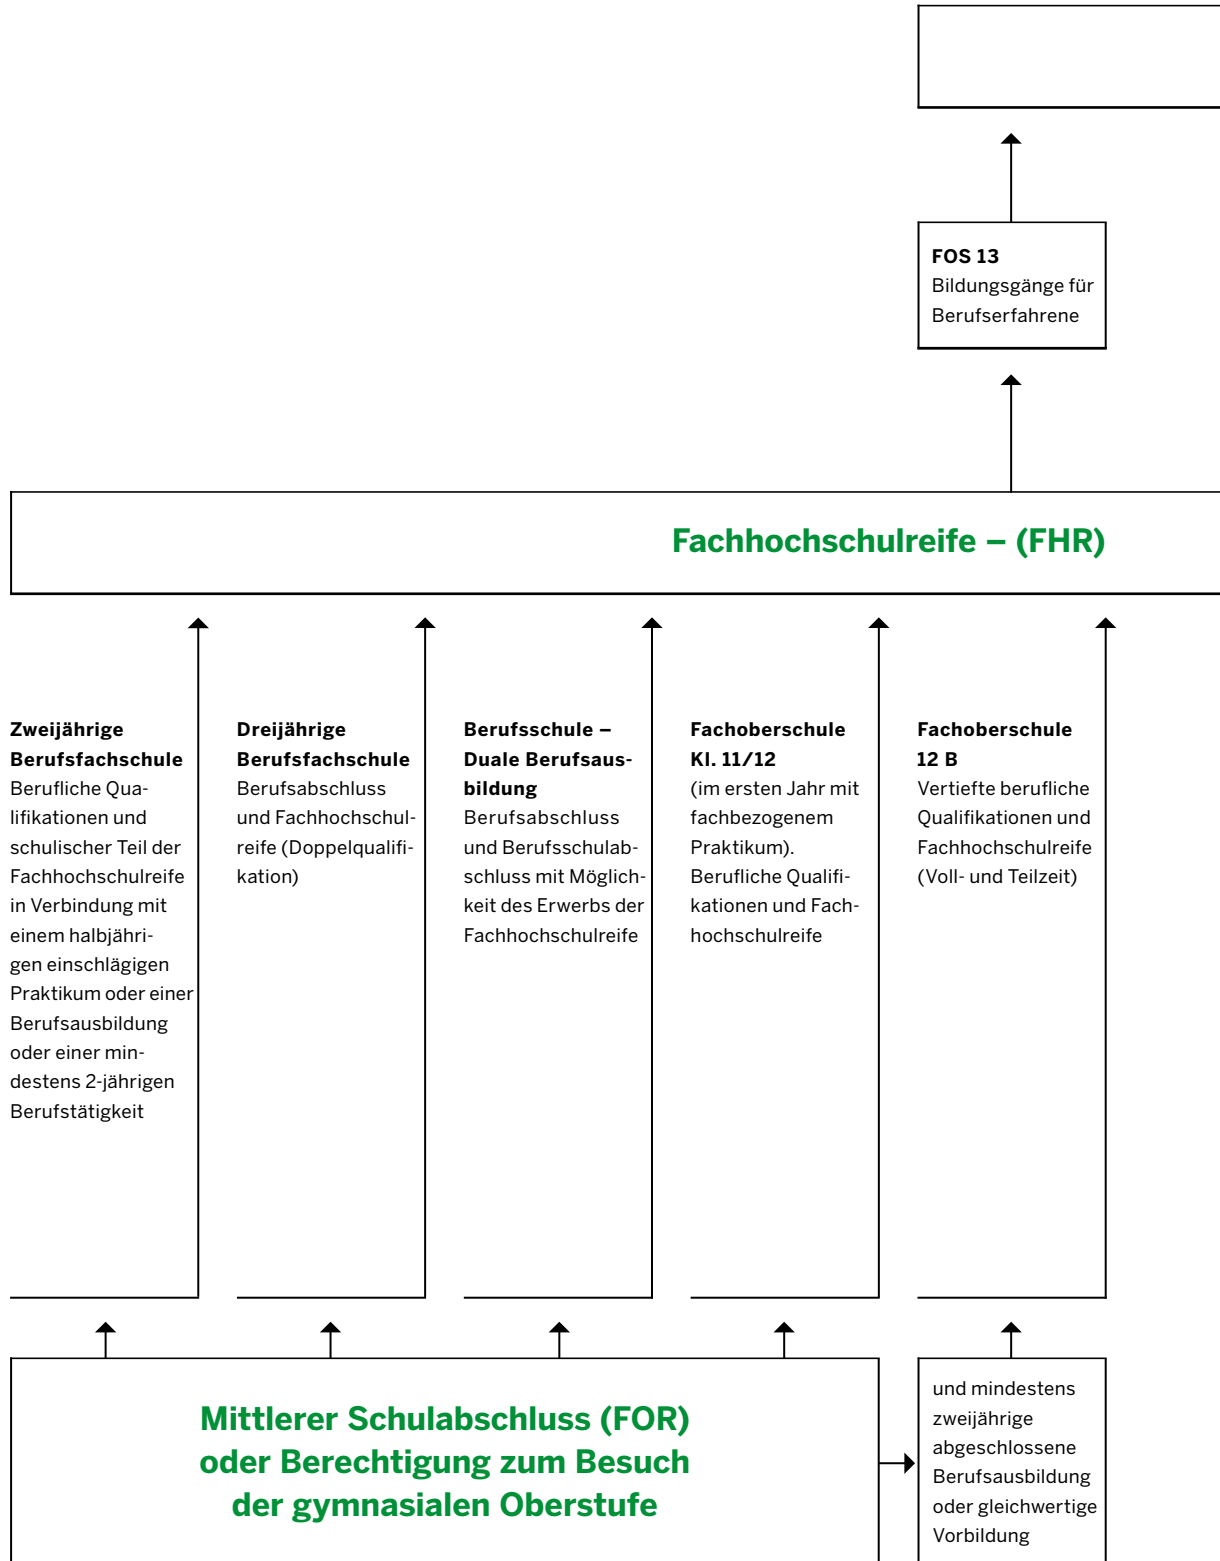 FOS 13
Bildungsgänge für
Berufserfahrene
Fachhochschulreife – (FHR)
Zweijährige
Berufsfachschule
Berufliche Qua-
lifikationen und
schulischer Teil der
Fachhochschulreife
in Verbindung mit
einem halbjähri-
gen einschlägigen
Praktikum oder einer
Berufsausbildung
oder einer min-
destens 2-jährigen
Berufstätigkeit
Dreijährige
Berufsfachschule
Berufsabschluss
und Fachhochschul-
reife (Doppelqualifi-
kation)
Berufsschule –
Duale Berufsaus-
bildung
Berufsabschluss
und Berufsschulab-
schluss mit Möglich-
keit des Erwerbs der
Fachhochschulreife
Fachoberschule
Kl. 11/12
(im ersten Jahr mit
fachbezogenem
Praktikum).
Berufliche Qualifi-
kationen und Fach-
hochschulreife
Fachoberschule
12 B
Vertiefte berufliche
Qualifikationen und
Fachhochschulreife
(Voll- und Teilzeit)
Mittlerer Schulabschluss (FOR)
oder Berechtigung zum Besuch
der gymnasialen Oberstufe
und mindestens
zweijährige
abgeschlossene
Berufsausbildung
oder gleichwertige
Vorbildung